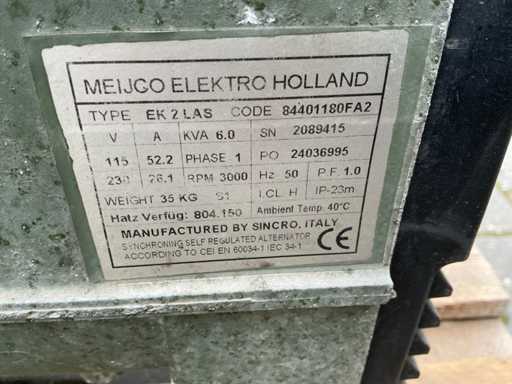 MEIJCO ELEKTRO HOLLAND
TYPE EK 2 LAS CODE 84401180FA2
V A KVA 6.0 SN 2089415
115 52.2 PHASE 1 PO 24036995
230 26.1 RPM 3000 Hz 50 P.F. 1.0
WEIGHT 35 KG S1 I.CL. H IP-23m
Hatz Verfüg: 804.150 Ambient Temp. 40°C
MANUFACTURED BY SINCRO, ITALY
SYNCHRONING SELF REGULATED ALTERNATOR
ACCORDING TO CEI EN 60034-1 IEC 34-1 CE